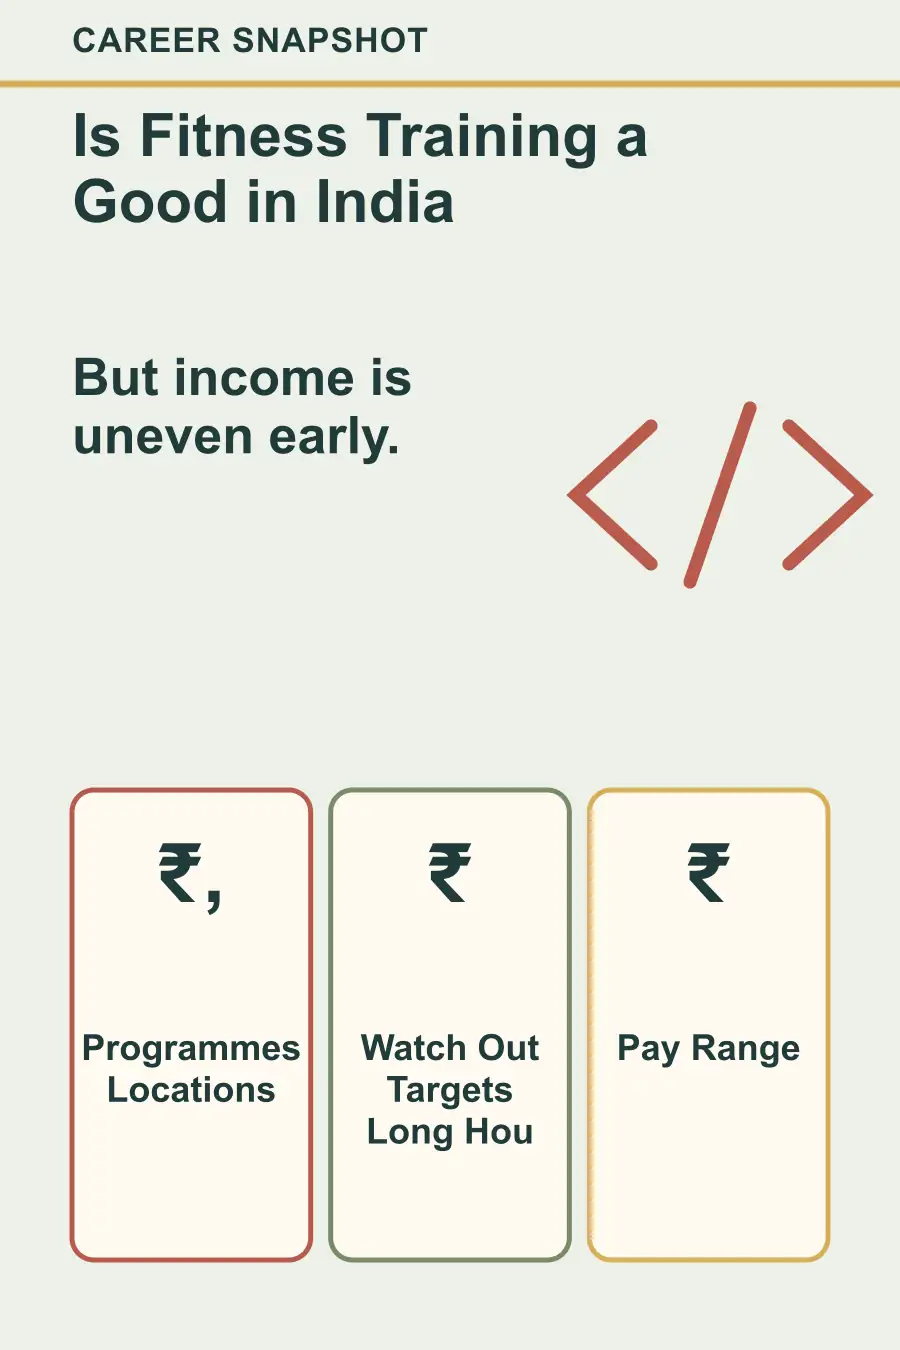 CAREER SNAPSHOT
Is Fitness Training a
Good in India
But income is
uneven early.
</>
₹,
Programmes
Locations
₹
Watch Out
Targets
Long Hou
₹
Pay Range